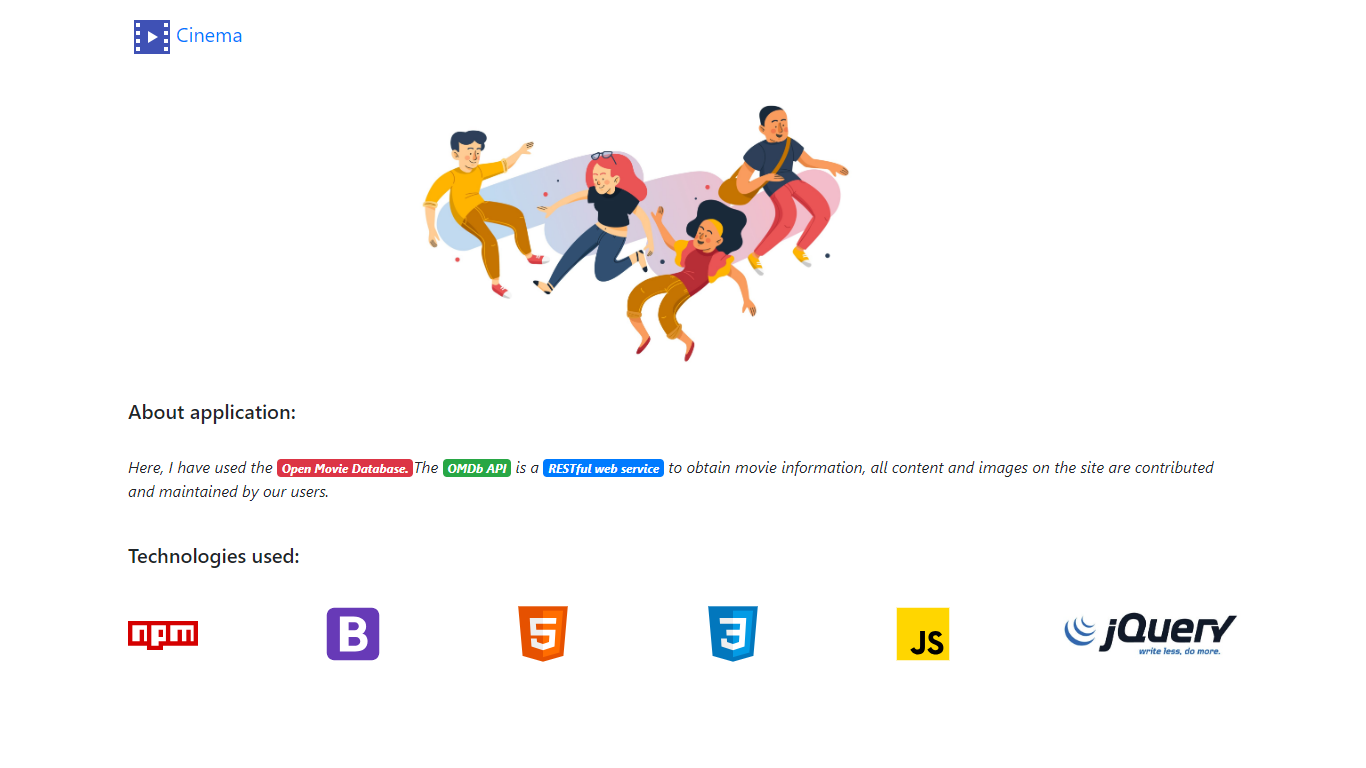 Cinema
About application:
Here, I have used the Open Movie Database. The OMDb API is a RESTful web service to obtain movie information, all content and images on the site are contributed
and maintained by our users.
Technologies used:
npm B 5 3 JS jQuery
write less, do more.